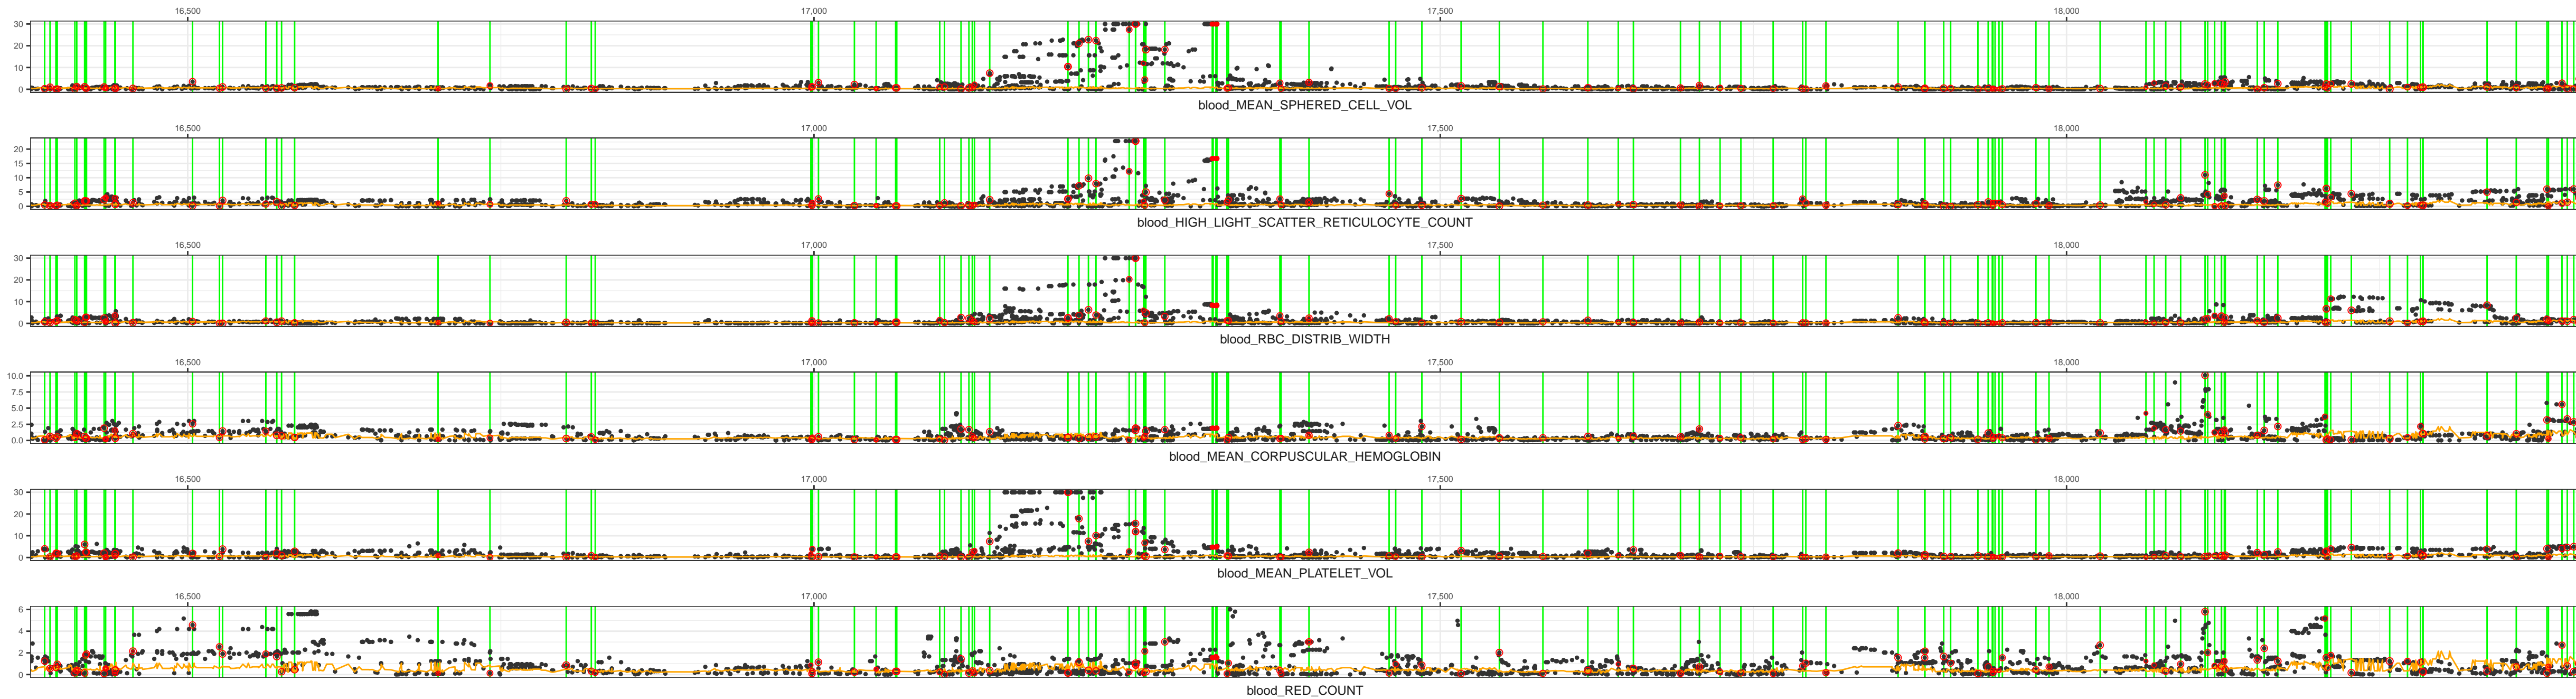 16,500 17,000 17,500 18,000
30
20
10
0
blood_MEAN_SPHERED_CELL_VOL
16,500 17,000 17,500 18,000
20
15
10
5
0
blood_HIGH_LIGHT_SCATTER_RETICULOCYTE_COUNT
16,500 17,000 17,500 18,000
30
20
10
0
blood_RBC_DISTRIB_WIDTH
16,500 17,000 17,500 18,000
10.0
7.5
5.0
2.5
0.0
blood_MEAN_CORPUSCULAR_HEMOGLOBIN
16,500 17,000 17,500 18,000
30
20
10
0
blood_MEAN_PLATELET_VOL
16,500 17,000 17,500 18,000
6
4
2
0
blood_RED_COUNT